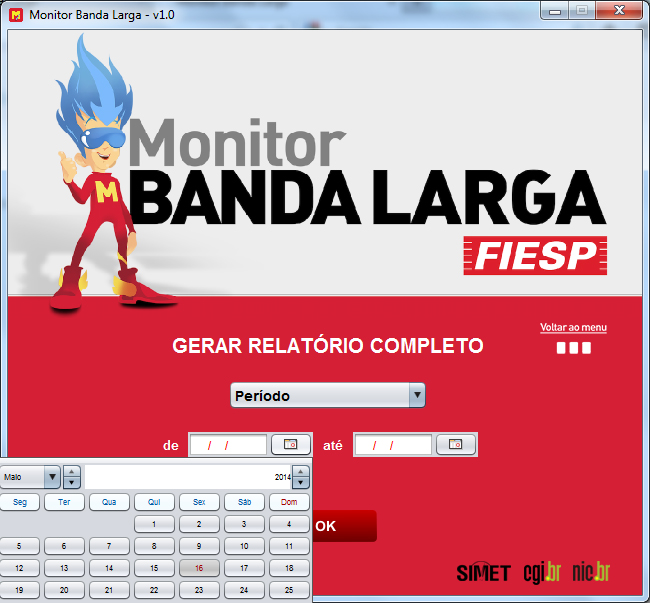 M Monitor Banda Larga - v1.0
Monitor
BANDA LARGA
M
FIESP
Voltar ao menu
GERAR RELATÓRIO COMPLETO
Período
de / / até / /
Maio 2014
Seg Ter Qua Qui Sex Sáb Dom
1 2 3 4
5 6 7 8 9 10 11
12 13 14 15 16 17 18
19 20 21 22 23 24 25
OK
SIMET cgi.br nic.br